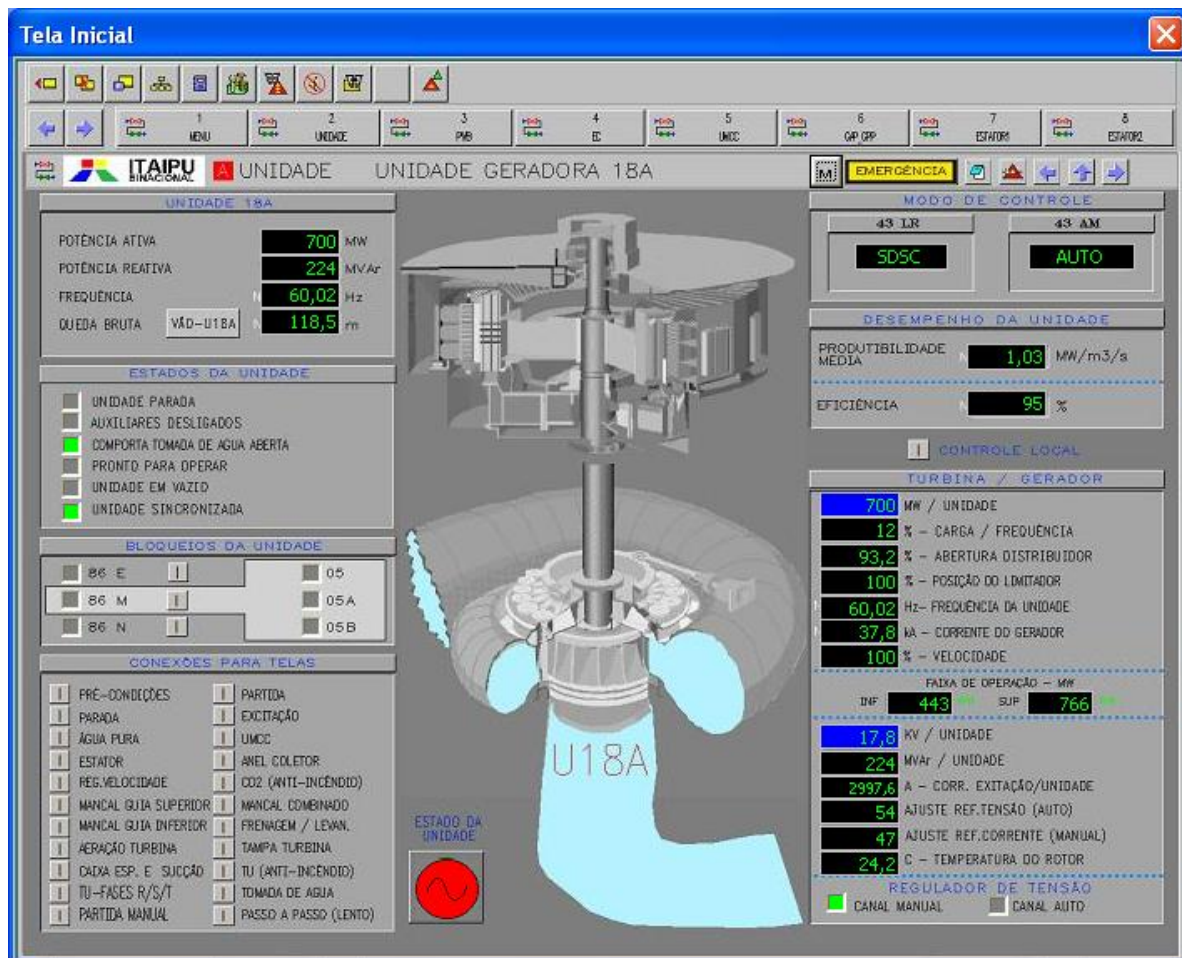 Tela Inicial
1 MENU
2 UNIDADE
3 PWB
4 EC
5 UMCC
6 GAP_GPP
7 ESTATOR1
8 ESTATOR2
ITAIPU BINACIONAL
A UNIDADE UNIDADE GERADORA 18A
M EMERGÊNCIA
UNIDADE 18A
POTÊNCIA ATIVA 700 MW
POTÊNCIA REATIVA 224 MVAr
FREQUÊNCIA N 60,02 Hz
QUEDA BRUTA VÃO-U18A N 118,5 m
ESTADOS DA UNIDADE
UNIDADE PARADA
AUXILIARES DESLIGADOS
COMPORTA TOMADA DE AGUA ABERTA
PRONTO PARA OPERAR
UNIDADE EM VAZIO
UNIDADE SINCRONIZADA
BLOQUEIOS DA UNIDADE
86 E I 05
86 M I 05A
86 N I 05B
CONEXÕES PARA TELAS
I PRÉ-CONDIÇÕES I PARTIDA
I PARADA I EXCITAÇÃO
I ÁGUA PURA I UMCC
I ESTATOR I ANEL COLETOR
I REG.VELOCIDADE I CO2 (ANTI-INCÊNDIO)
I MANCAL GUIA SUPERIOR I MANCAL COMBINADO
I MANCAL GUIA INFERIOR I FRENAGEM / LEVAN.
I AERAÇÃO TURBINA I TAMPA TURBINA
I CAIXA ESP. E SUCÇÃO I TU (ANTI-INCÊNDIO)
I TU-FASES R/S/T I TOMADA DE AGUA
I PARTIDA MANUAL I PASSO A PASSO (LENTO)
U18A
ESTADO DA
UNIDADE
MODO DE CONTROLE
43 LR 43 AM
SDSC AUTO
DESEMPENHO DA UNIDADE
PRODUTIBILIDADE
MEDIA N 1,03 MW/m3/s
EFICIÊNCIA N 95 %
I CONTROLE LOCAL
TURBINA / GERADOR
700 MW / UNIDADE
12 % - CARGA / FREQUÊNCIA
93,2 % - ABERTURA DISTRIBUIDOR
100 % - POSIÇÃO DO LIMITADOR
N 60,02 Hz- FREQUÊNCIA DA UNIDADE
N 37,8 kA - CORRENTE DO GERADOR
100 % - VELOCIDADE
FAIXA DE OPERAÇÃO - MW
INF 443 SUP 766
17,8 KV / UNIDADE
224 MVAr / UNIDADE
2997,6 A - CORR. EXITAÇÃO/UNIDADE
54 AJUSTE REF.TENSÃO (AUTO)
47 AJUSTE REF.CORRENTE (MANUAL)
24,2 C - TEMPERATURA DO ROTOR
REGULADOR DE TENSÃO
CANAL MANUAL CANAL AUTO